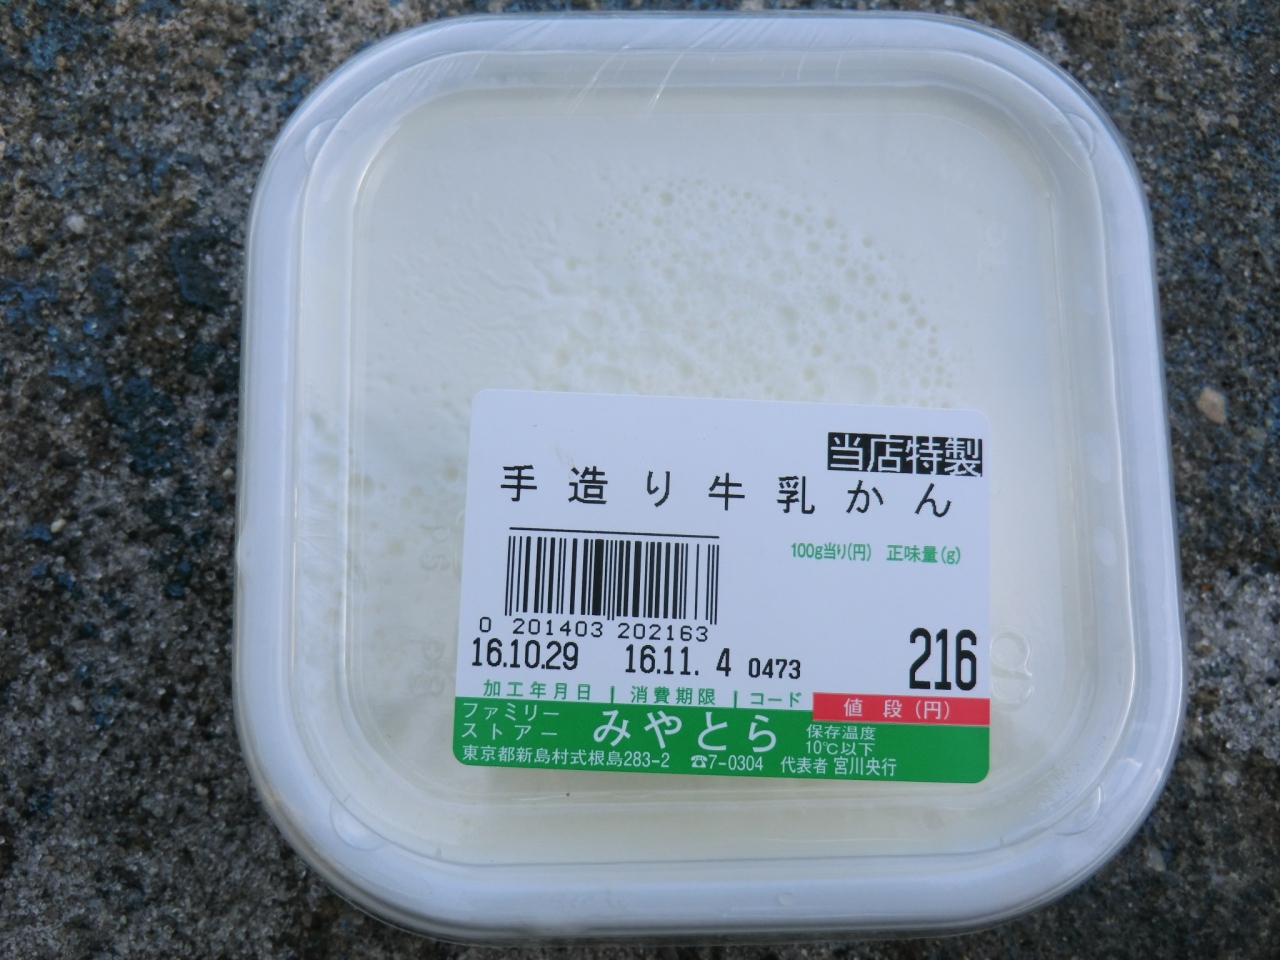 当店特製
手造り牛乳かん
100g当り(円) 正味量(g)
0 201403 202163
16.10.29 16.11. 4 0473
216
加工年月日 消費期限 コード
値段(円)
ファミリーストアー みやとら
保存温度
10℃以下
東京都新島村式根島283-2 ☎7-0304 代表者 宮川央行